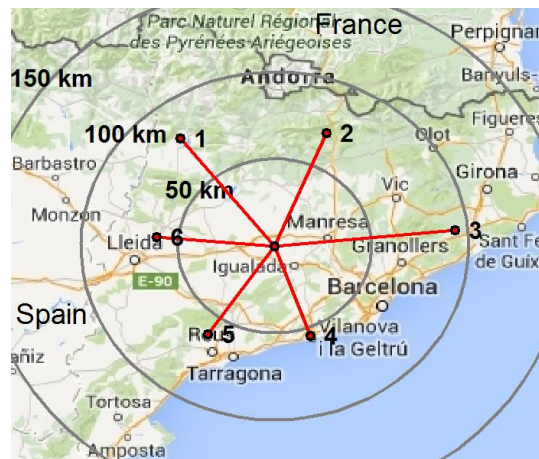 France
Parc Naturel Régional
des Pyrénées-Ariégeoises
Perpignan
150 km
Andorra
Banyuls-
100 km
1
2
Olot
Figueres
Barbastro
50 km
Vic
Girona
Monzon
Manresa
3
Lleida
6
Granollers
Sant Fe
de Guíx
Igualada
E-90
Barcelona
Spain
5
4
Vilanova
i la Geltrú
Reus
Tarragona
añiz
Tortosa
Amposta